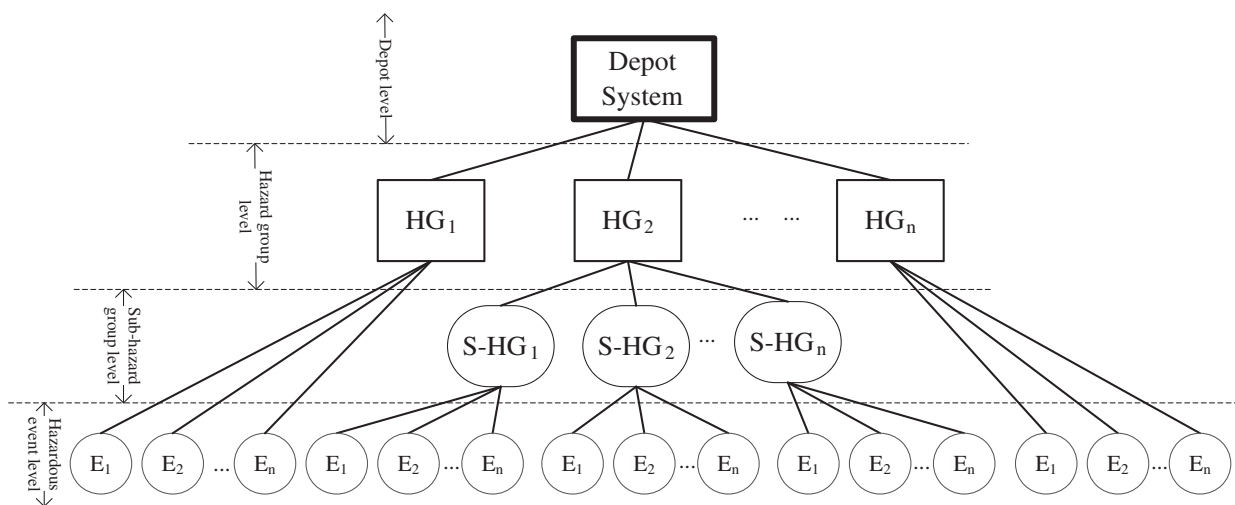 Depot level
Depot
System
Hazard group
level
HG1
HG2
... ...
HGn
Sub-hazard
group level
S-HG1
S-HG2
...
S-HGn
Hazardous
event level
E1
E2
...
En
E1
E2
...
En
E1
E2
...
En
E1
E2
...
En
E1
E2
...
En